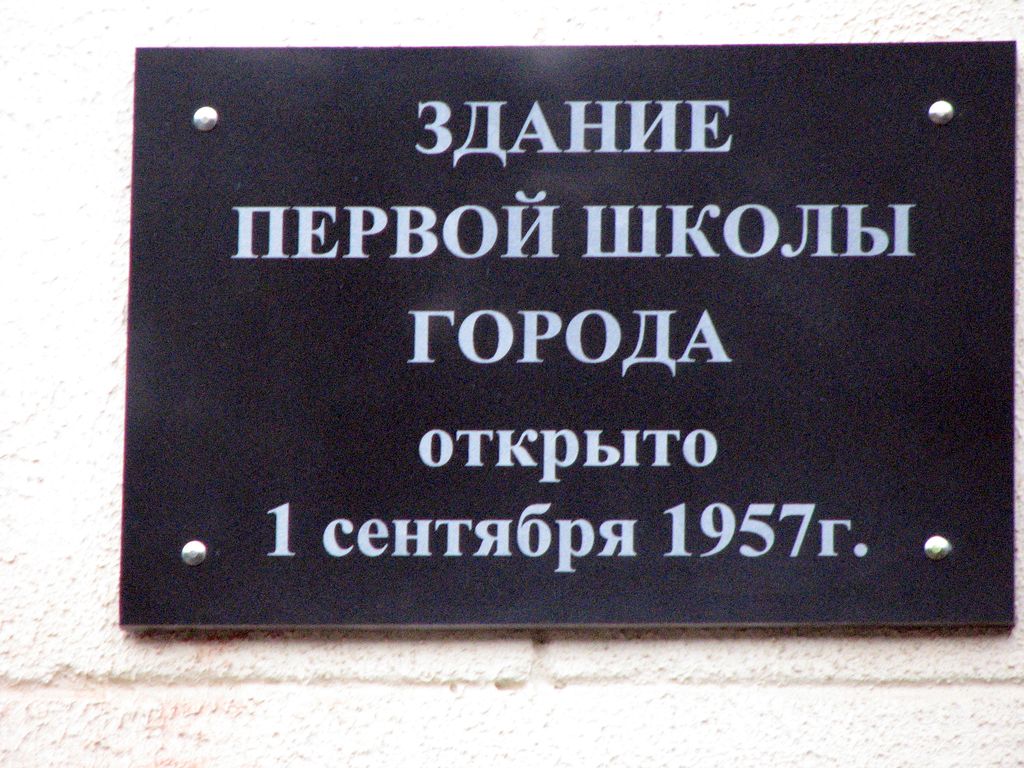 ЗДАНИЕ
ПЕРВОЙ ШКОЛЫ
ГОРОДА
открыто
1 сентября 1957г.